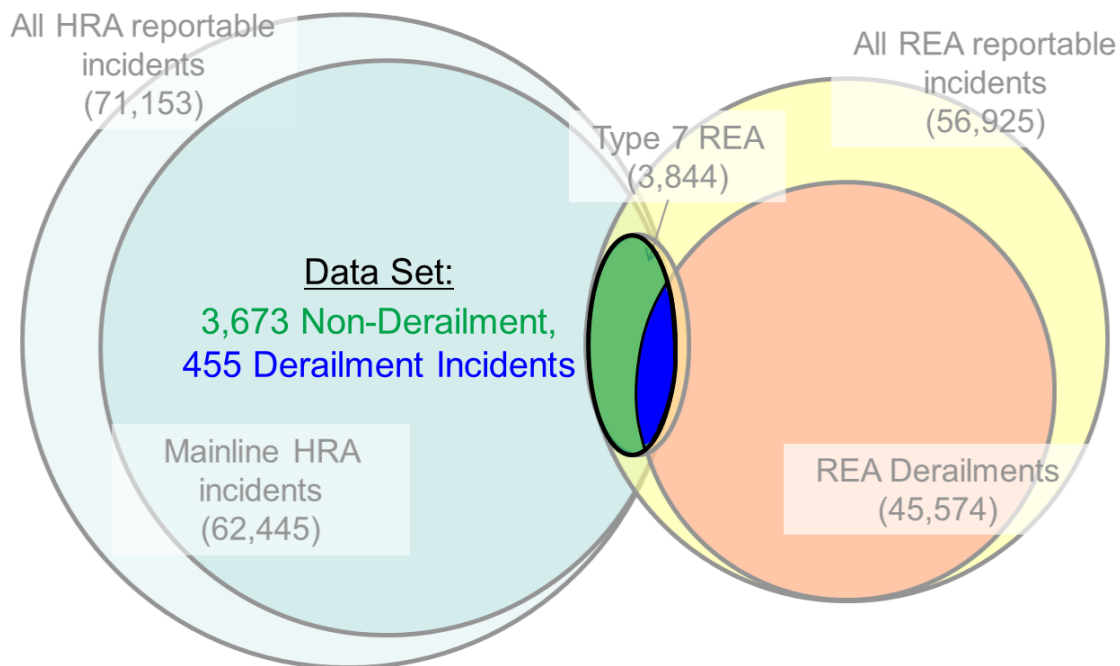 All HRA reportable
incidents
(71,153)
All REA reportable
incidents
(56,925)
Type 7 REA
(3,844)
Data Set:
3,673 Non-Derailment,
455 Derailment Incidents
Mainline HRA
incidents
(62,445)
REA Derailments
(45,574)